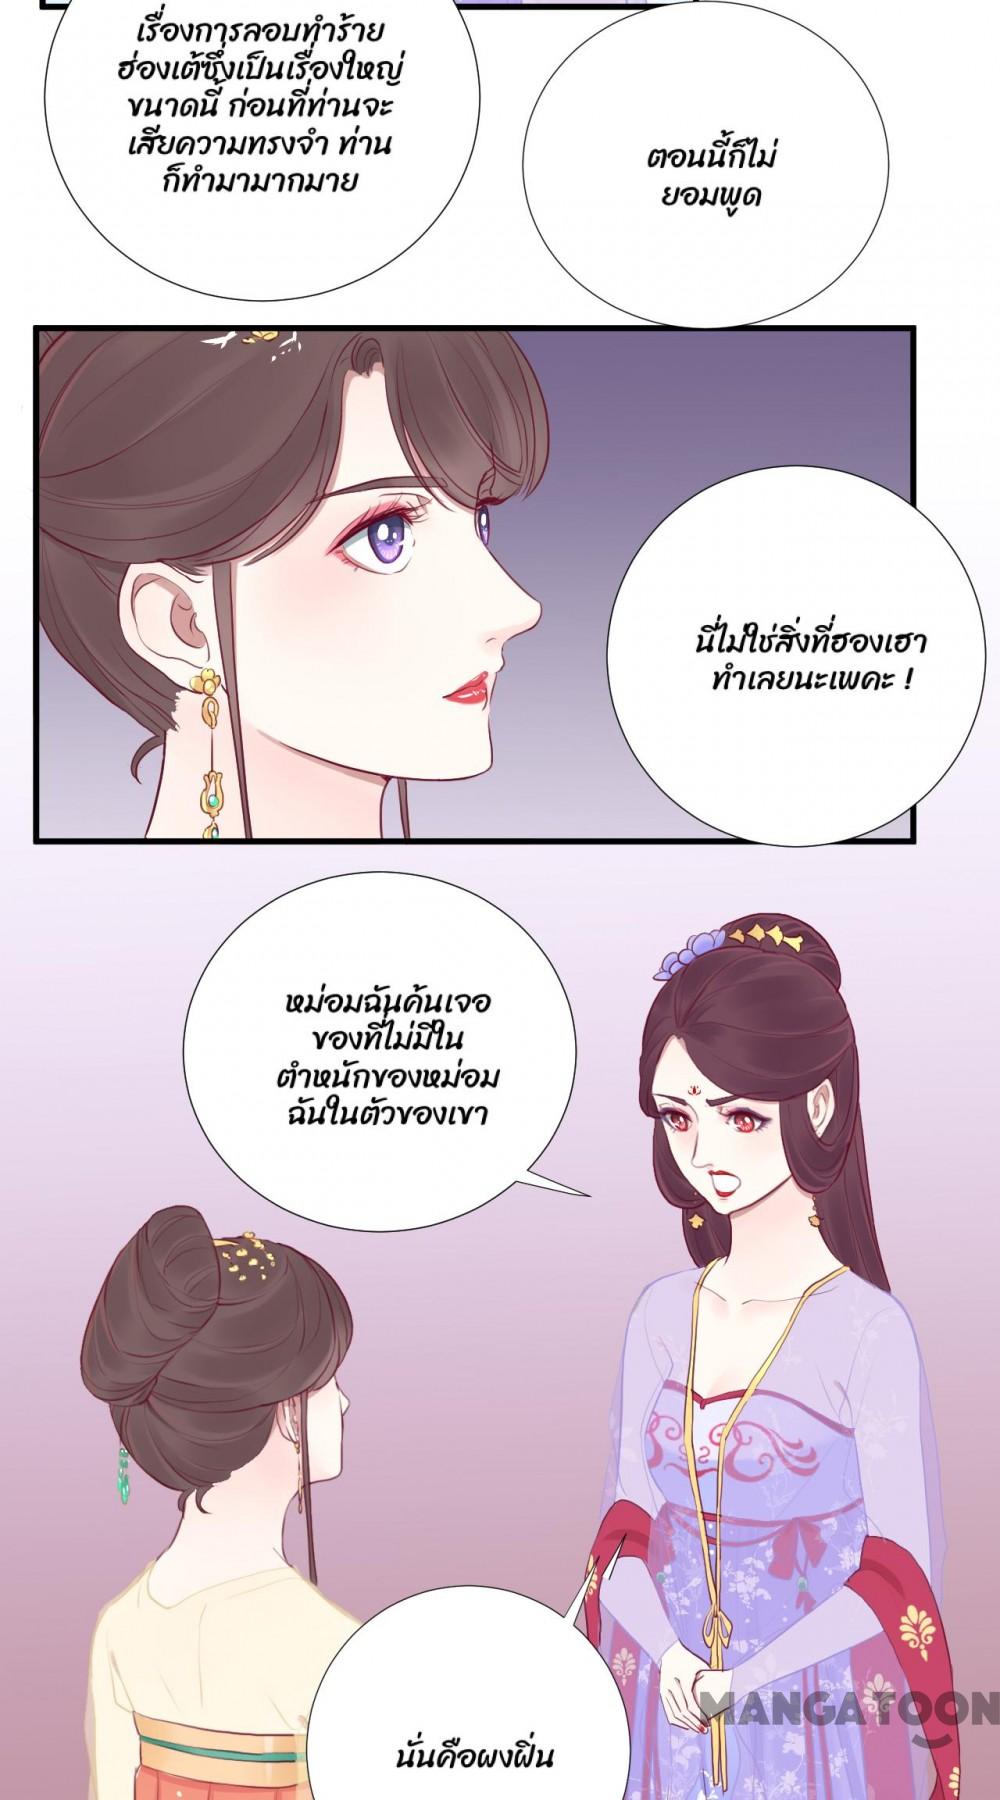 เรื่องการลอบทำร้าย
ฮ่องเต้ซึ่งเป็นเรื่องใหญ่
ขนาดนี้ ก่อนที่ท่านจะ
เสียความทรงจำ ท่าน
ก็ทำมามากมาย
ตอนนี้ก็ไม่
ยอมพูด
นี่ไม่ใช่สิ่งที่ฮองเฮา
ทำเลยนะเพคะ !
หม่อมฉันค้นเจอ
ของที่ไม่มีใน
ตำหนักของหม่อม
ฉันในตัวของเขา
นั่นคือผงฝิ่น
MANGATOON